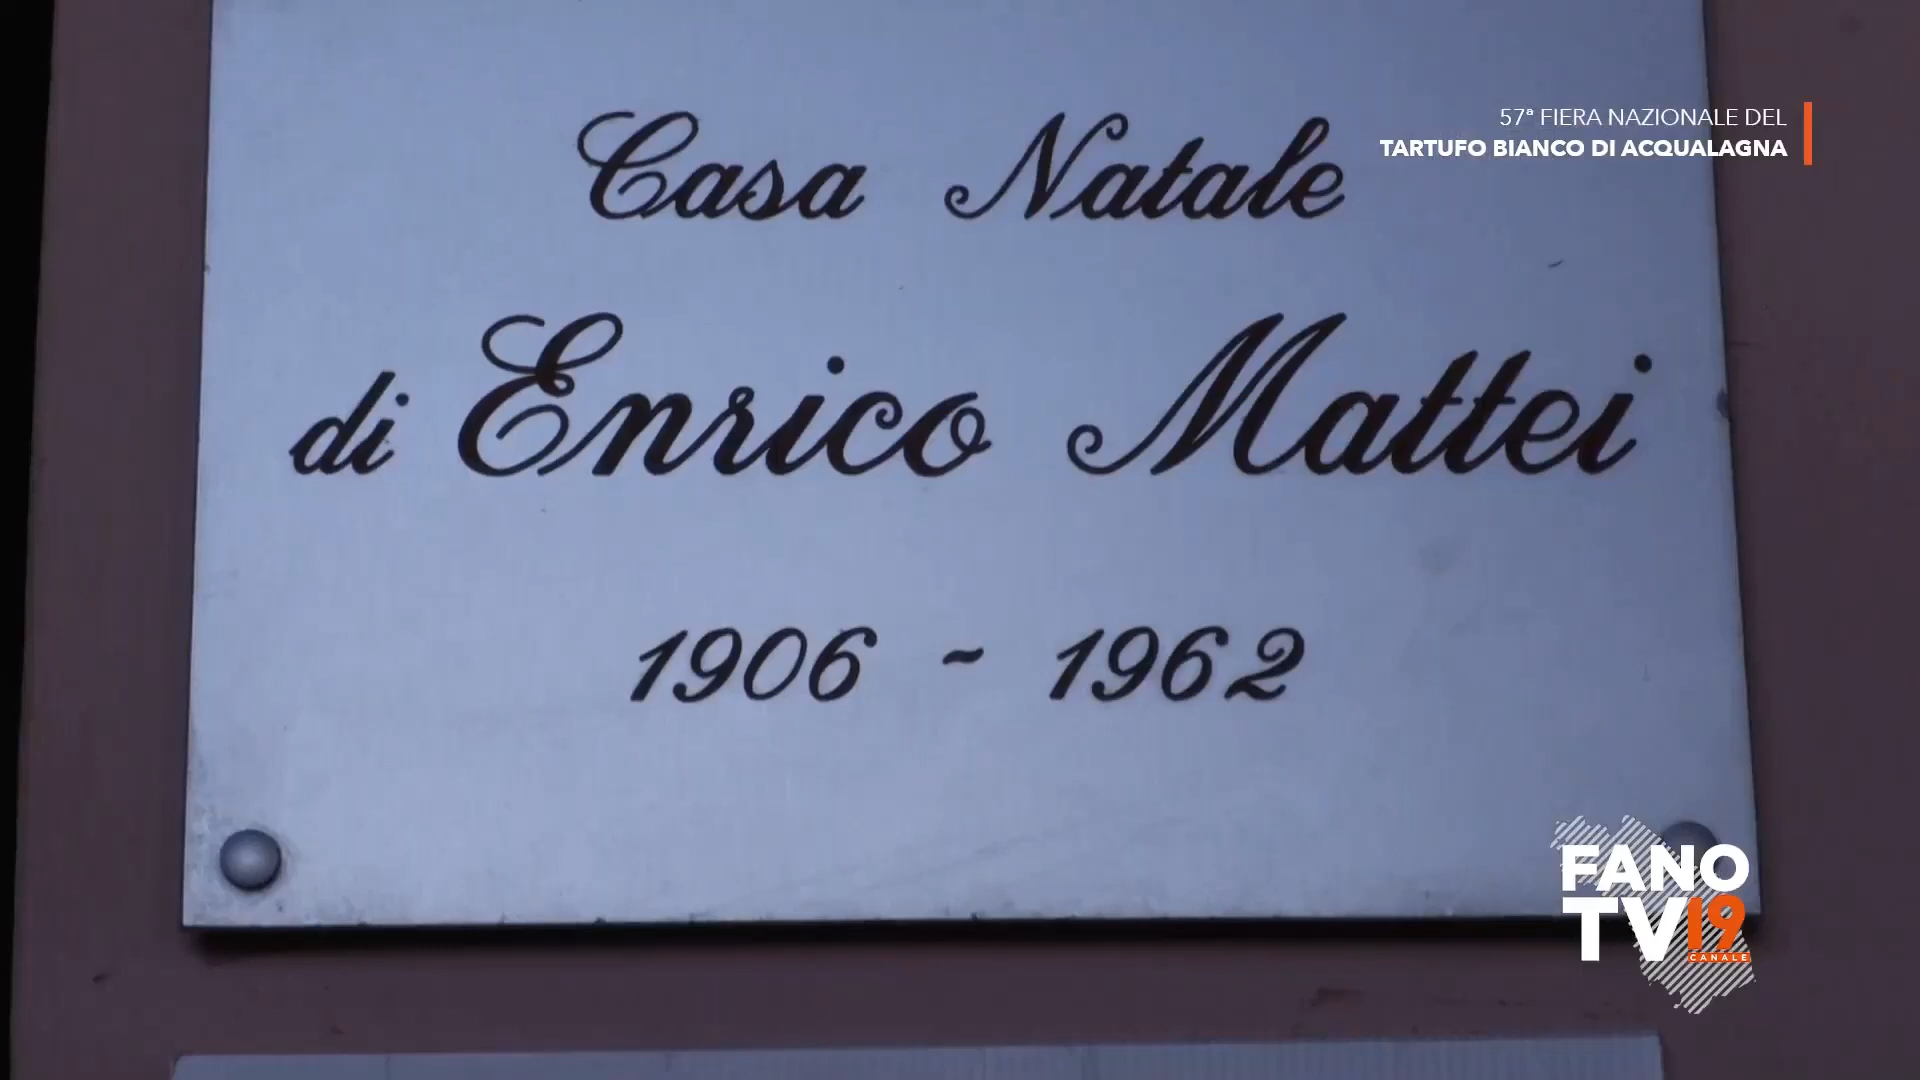 57ª FIERA NAZIONALE DEL
TARTUFO BIANCO DI ACQUALAGNA
Casa Natale
di Enrico Mattei
1906 - 1962
FANO
TV19
CANALE